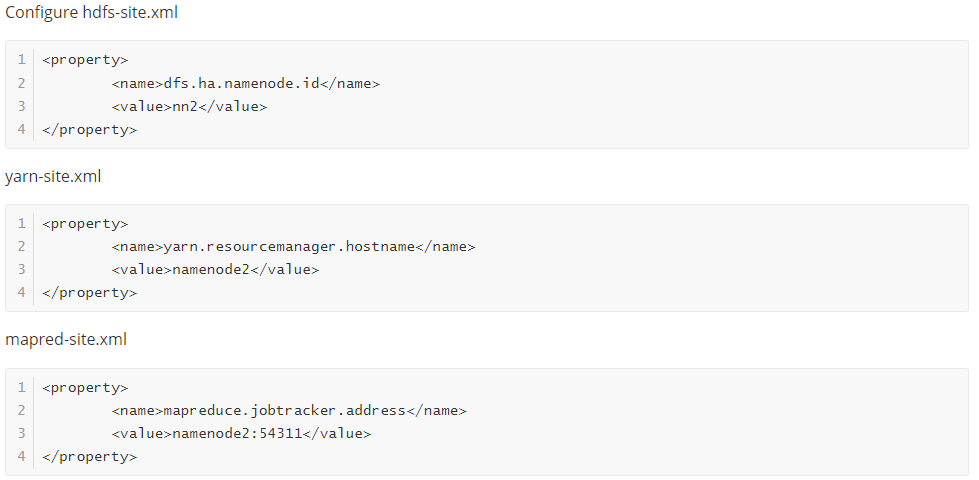 Configure hdfs-site.xml
1 <property>
2         <name>dfs.ha.namenode.id</name>
3         <value>nn2</value>
4 </property>
yarn-site.xml
1 <property>
2         <name>yarn.resourcemanager.hostname</name>
3         <value>namenode2</value>
4 </property>
mapred-site.xml
1 <property>
2         <name>mapreduce.jobtracker.address</name>
3         <value>namenode2:54311</value>
4 </property>